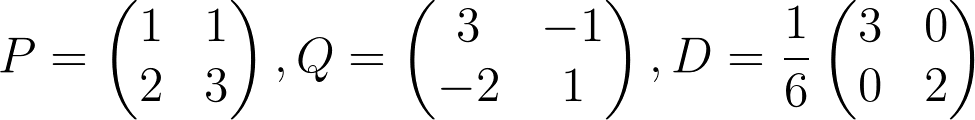 $P = \begin{pmatrix} 1 & 1 \\ 2 & 3 \end{pmatrix}, Q = \begin{pmatrix} 3 & -1 \\ -2 & 1 \end{pmatrix}, D = \frac{1}{6} \begin{pmatrix} 3 & 0 \\ 0 & 2 \end{pmatrix}$